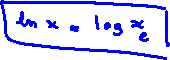 ln x = log x e